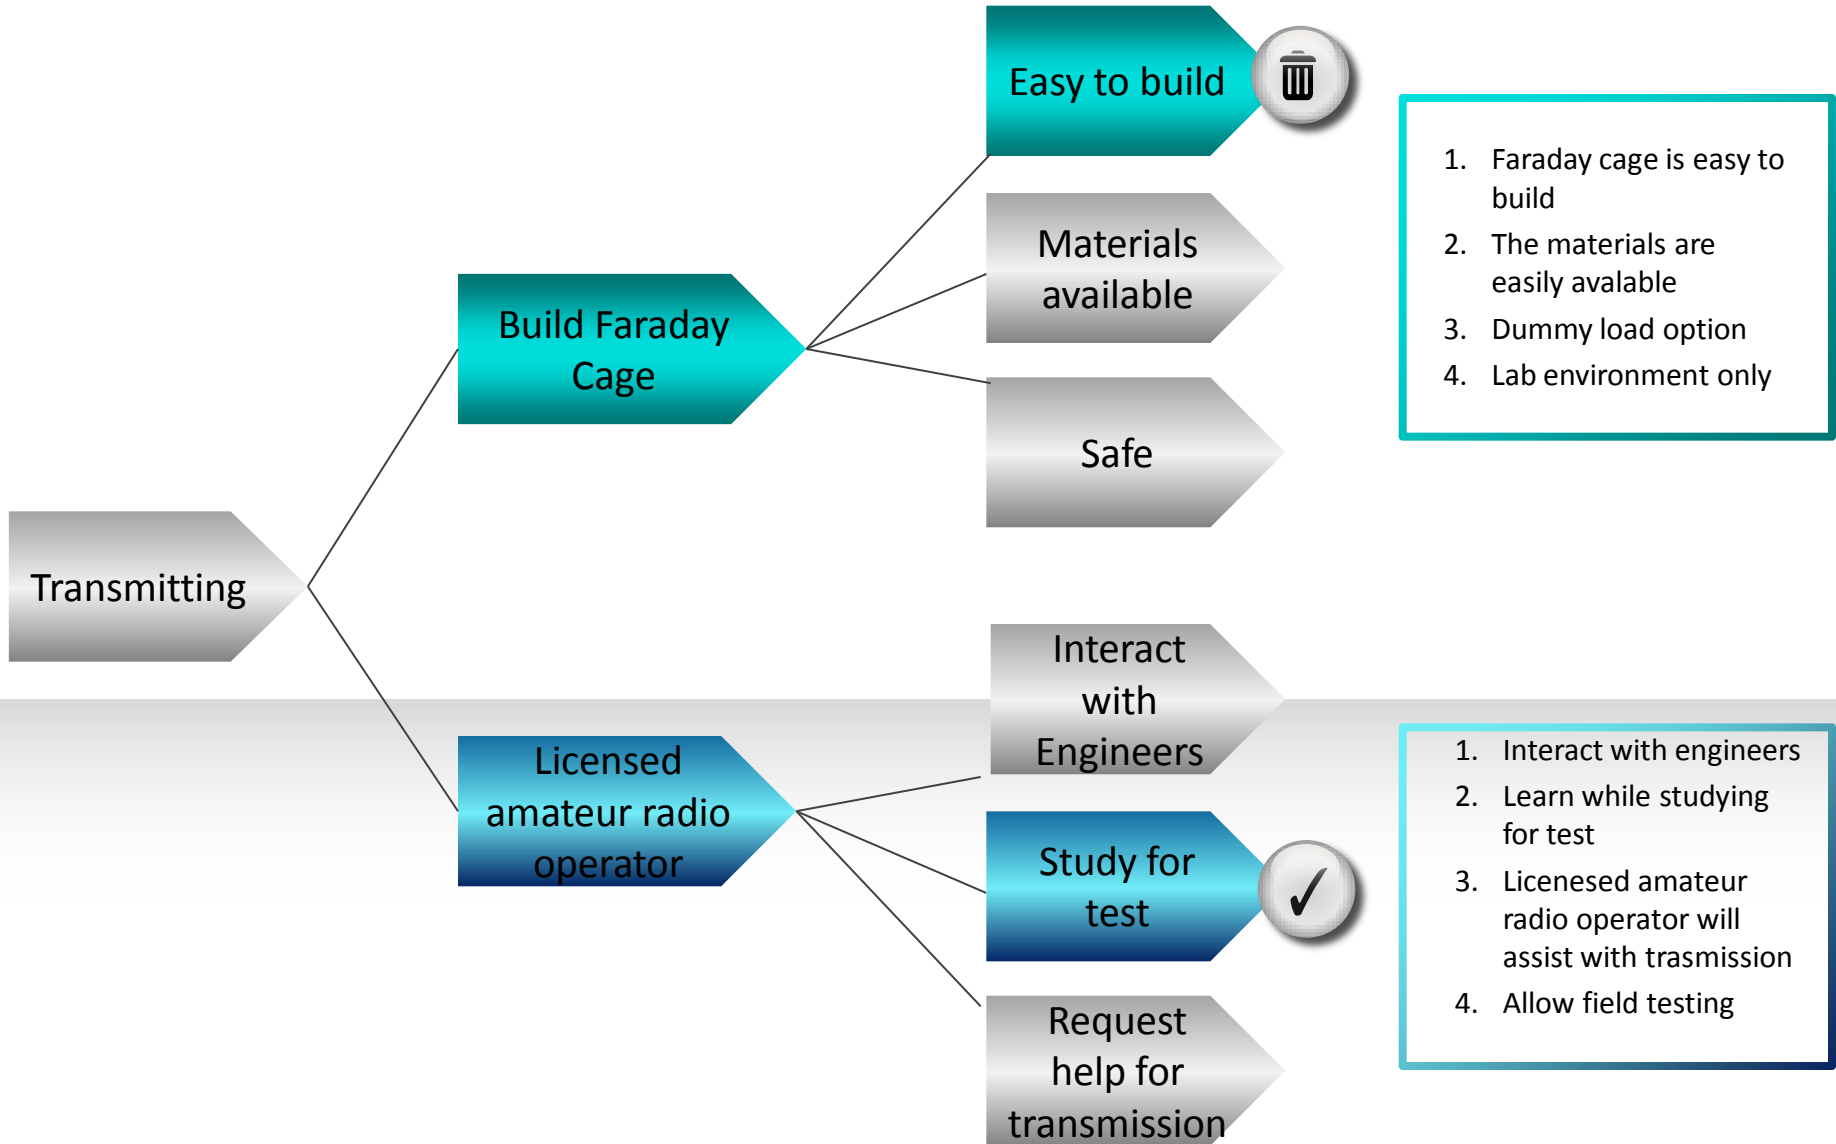 Easy to build
Materials
available
Safe
Build Faraday
Cage
1. Faraday cage is easy to
build
2. The materials are
easily avalable
3. Dummy load option
4. Lab environment only
Transmitting
Licensed
amateur radio
operator
Interact
with
Engineers
Study for
test
Request
help for
transmission
1. Interact with engineers
2. Learn while studying
for test
3. Licenesed amateur
radio operator will
assist with trasmission
4. Allow field testing